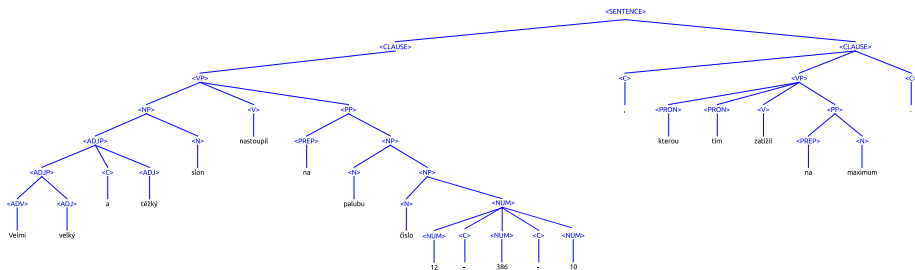 <SENTENCE>
<CLAUSE> <CLAUSE>
<VP> <C> <VP> <C>
<NP> <V> <PP> , <PRON> <PRON> <V> <PP> .
<ADJP> <N> nastoupil <PREP> <NP> kterou tím zatížil <PREP> <N>
<ADJP> <C> <ADJ> slon na <N> <NP> na maximum
<ADV> <ADJ> a těžký palubu <N> <NUM>
Velmi velký číslo <NUM> <C> <NUM> <C> <NUM>
12 - 386 - 10